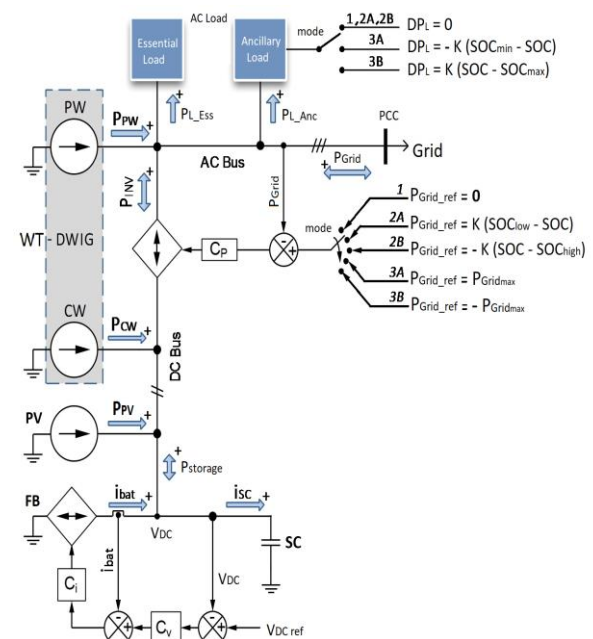 AC Load
Essential Load
Ancillary Load
mode
1,2A,2B DPL = 0
3A DPL = - K (SOCmin - SOC)
3B DPL = K (SOC - SOCmax)
PW
PPW
+
PL_Ess
+
PL_Anc
+
PCC
Grid
AC Bus
PGrid
+
PINV
+
PGrid
WT - DWIG
CP
mode
1 PGrid_ref = 0
2A PGrid_ref = K (SOClow - SOC)
2B PGrid_ref = - K (SOC - SOChigh)
3A PGrid_ref = PGridmax
3B PGrid_ref = - PGridmax
CW
PCW
+
DC Bus
PV
PPV
+
Pstorage
+
FB
ibat
+
iSC
+
VDC
SC
ibat
VDC
Ci
Cv
VDC ref